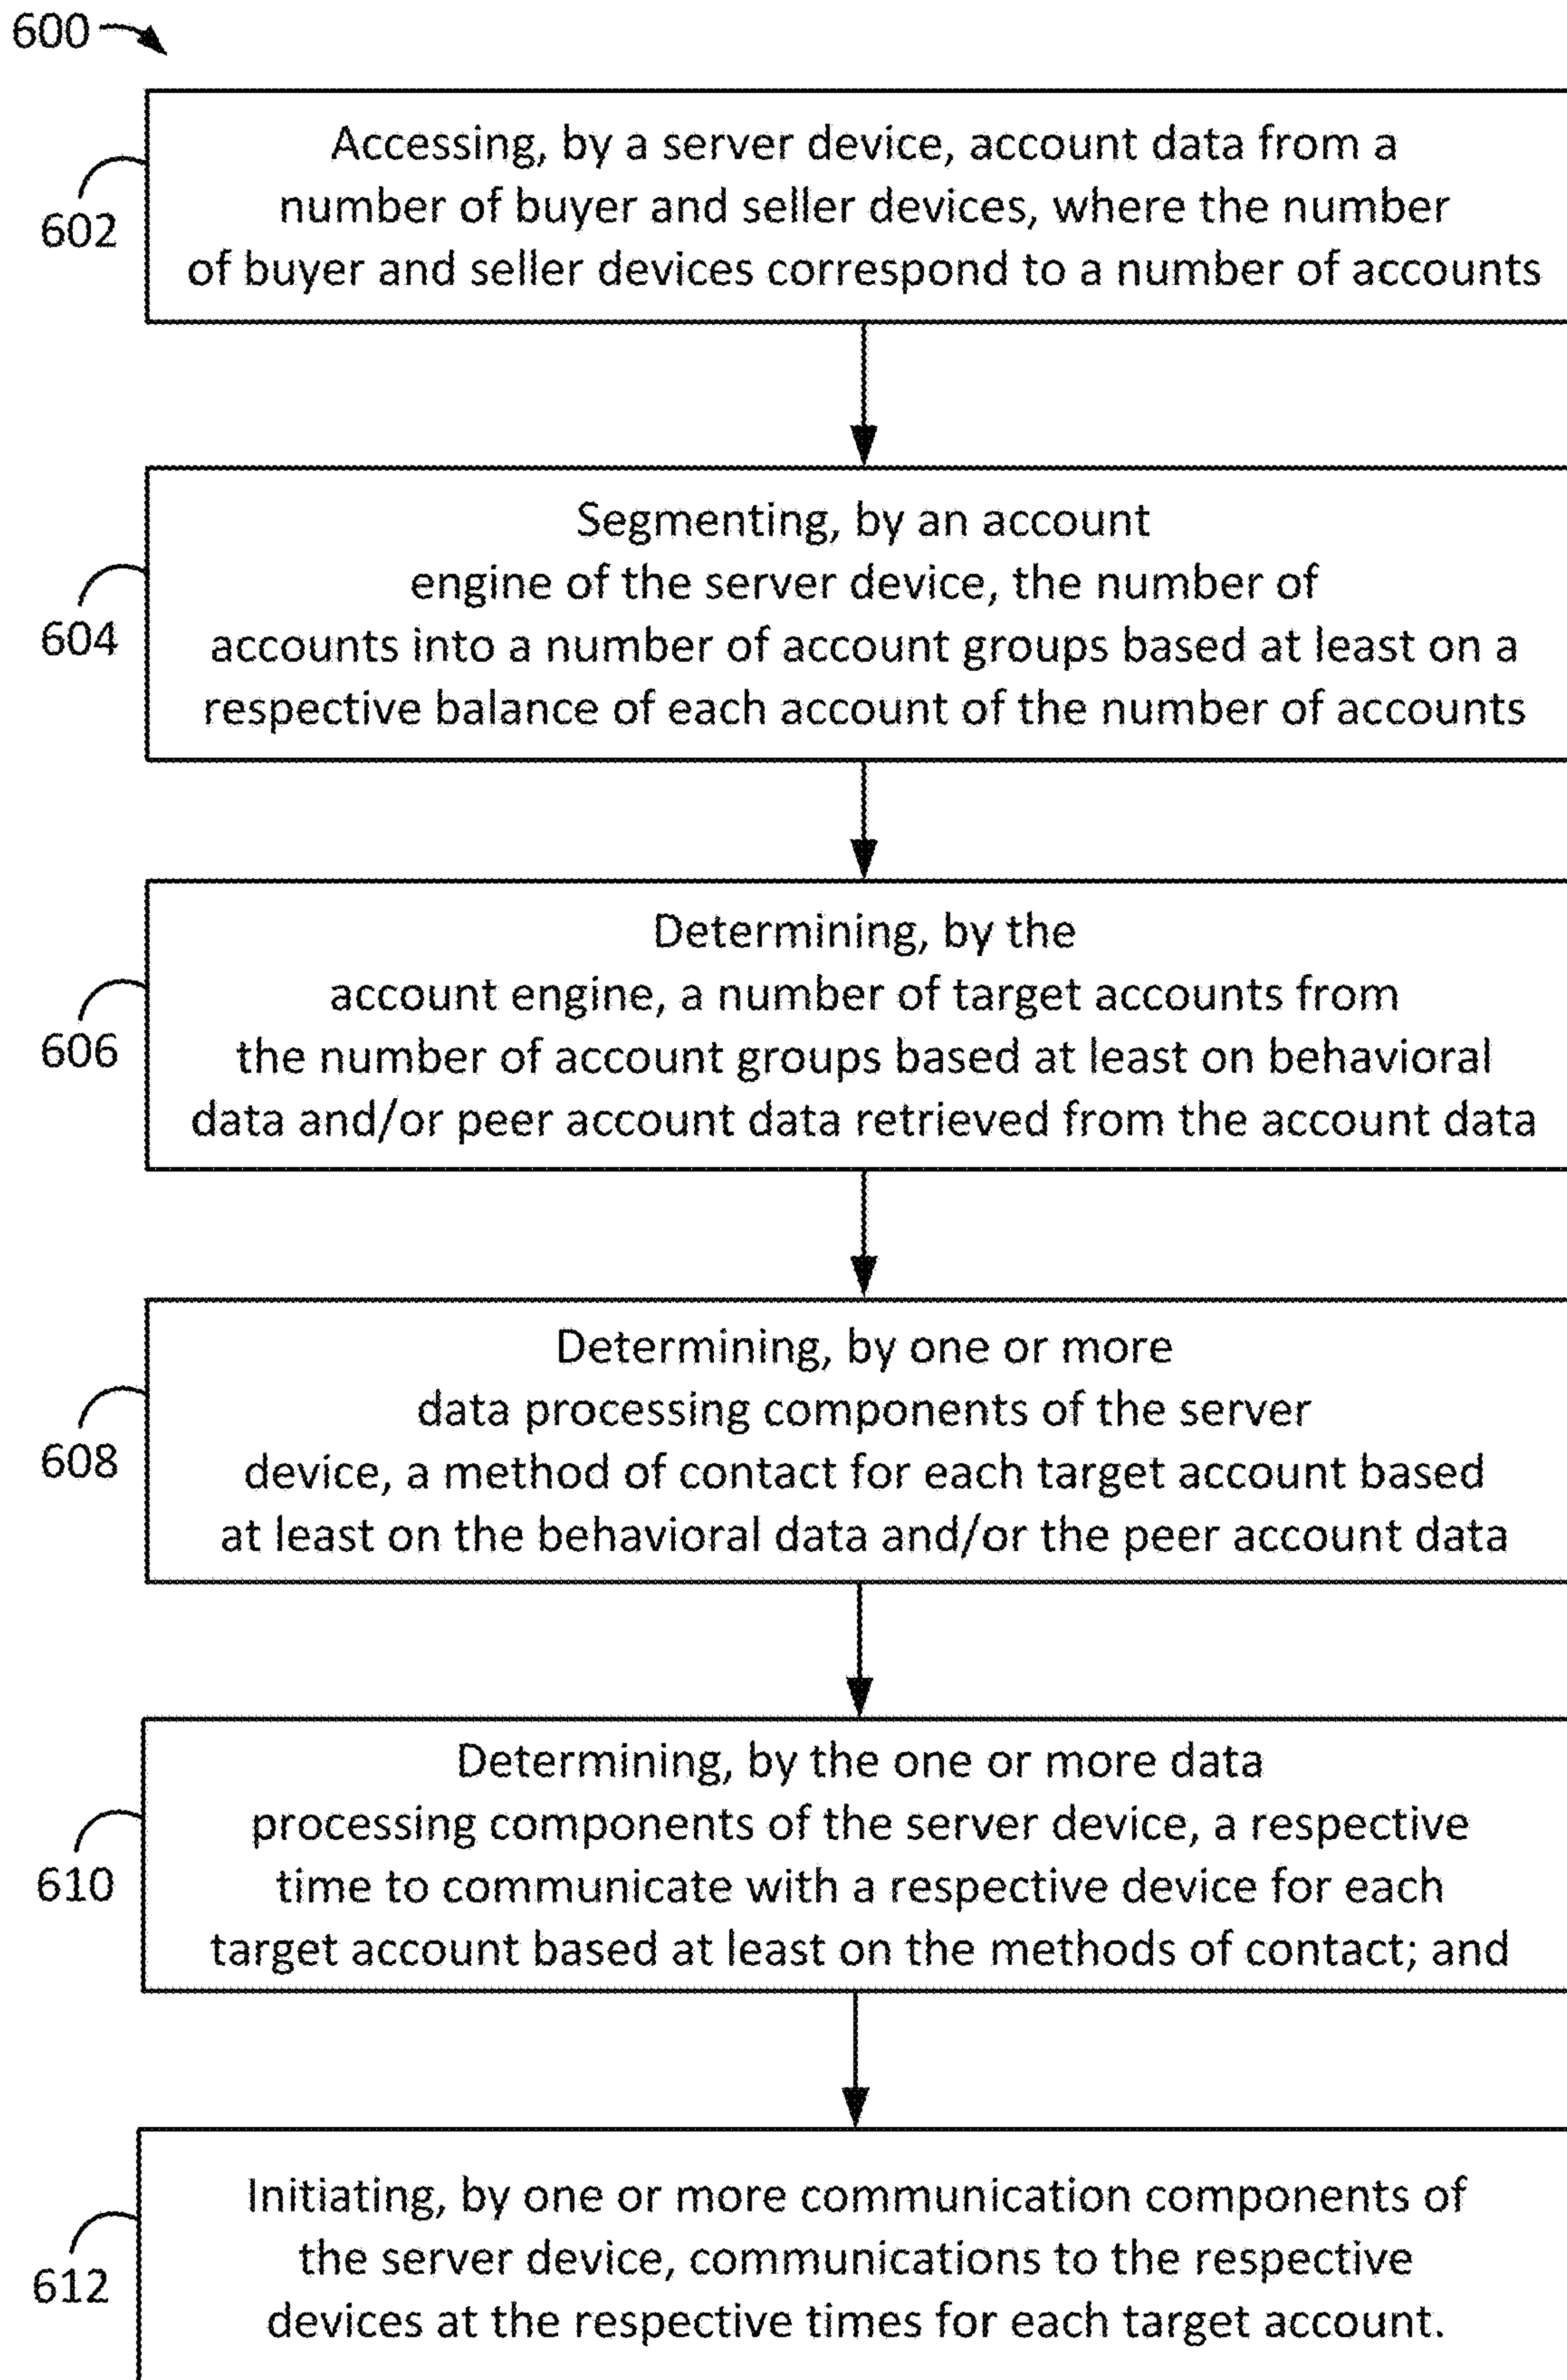 600
Accessing, by a server device, account data from a
number of buyer and seller devices, where the number
of buyer and seller devices correspond to a number of accounts
602
Segmenting, by an account
engine of the server device, the number of
accounts into a number of account groups based at least on a
respective balance of each account of the number of accounts
604
Determining, by the
account engine, a number of target accounts from
the number of account groups based at least on behavioral
data and/or peer account data retrieved from the account data
606
Determining, by one or more
data processing components of the server
device, a method of contact for each target account based
at least on the behavioral data and/or the peer account data
608
Determining, by the one or more data
processing components of the server device, a respective
time to communicate with a respective device for each
target account based at least on the methods of contact; and
610
Initiating, by one or more communication components of
the server device, communications to the respective
devices at the respective times for each target account.
612